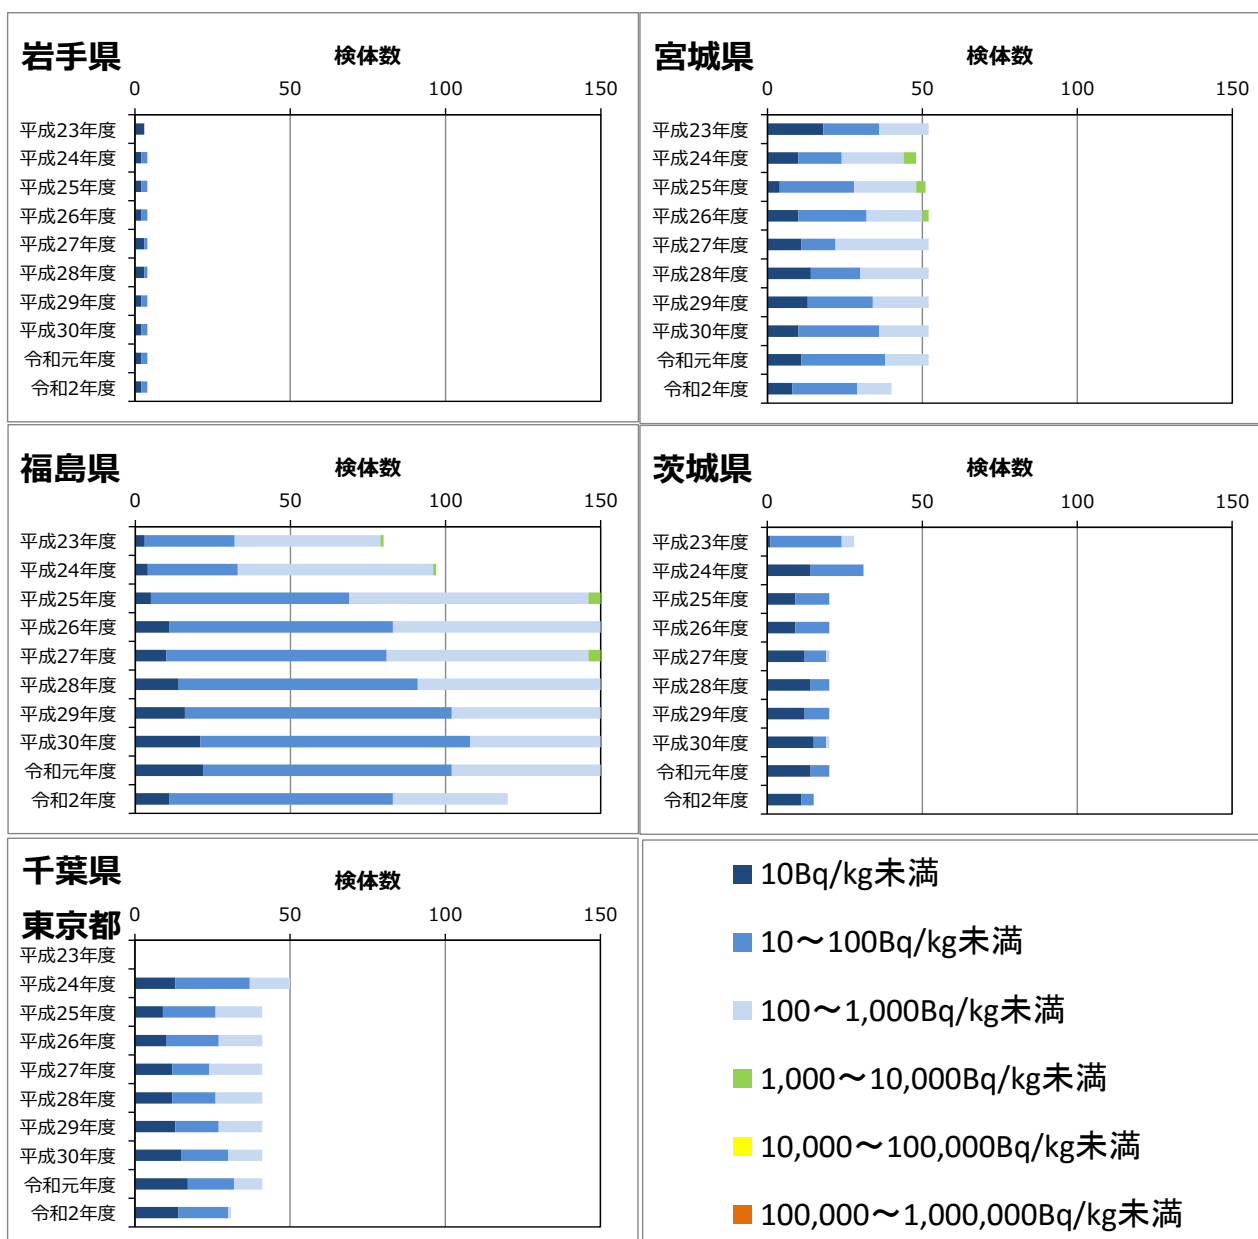 岩手県
検体数
0 50 100 150
平成23年度
平成24年度
平成25年度
平成26年度
平成27年度
平成28年度
平成29年度
平成30年度
令和元年度
令和2年度
宮城県
検体数
0 50 100 150
平成23年度
平成24年度
平成25年度
平成26年度
平成27年度
平成28年度
平成29年度
平成30年度
令和元年度
令和2年度
福島県
検体数
0 50 100 150
平成23年度
平成24年度
平成25年度
平成26年度
平成27年度
平成28年度
平成29年度
平成30年度
令和元年度
令和2年度
茨城県
検体数
0 50 100 150
平成23年度
平成24年度
平成25年度
平成26年度
平成27年度
平成28年度
平成29年度
平成30年度
令和元年度
令和2年度
千葉県
東京都
検体数
0 50 100 150
平成23年度
平成24年度
平成25年度
平成26年度
平成27年度
平成28年度
平成29年度
平成30年度
令和元年度
令和2年度
10Bq/kg未満
10～100Bq/kg未満
100～1,000Bq/kg未満
1,000～10,000Bq/kg未満
10,000～100,000Bq/kg未満
100,000～1,000,000Bq/kg未満